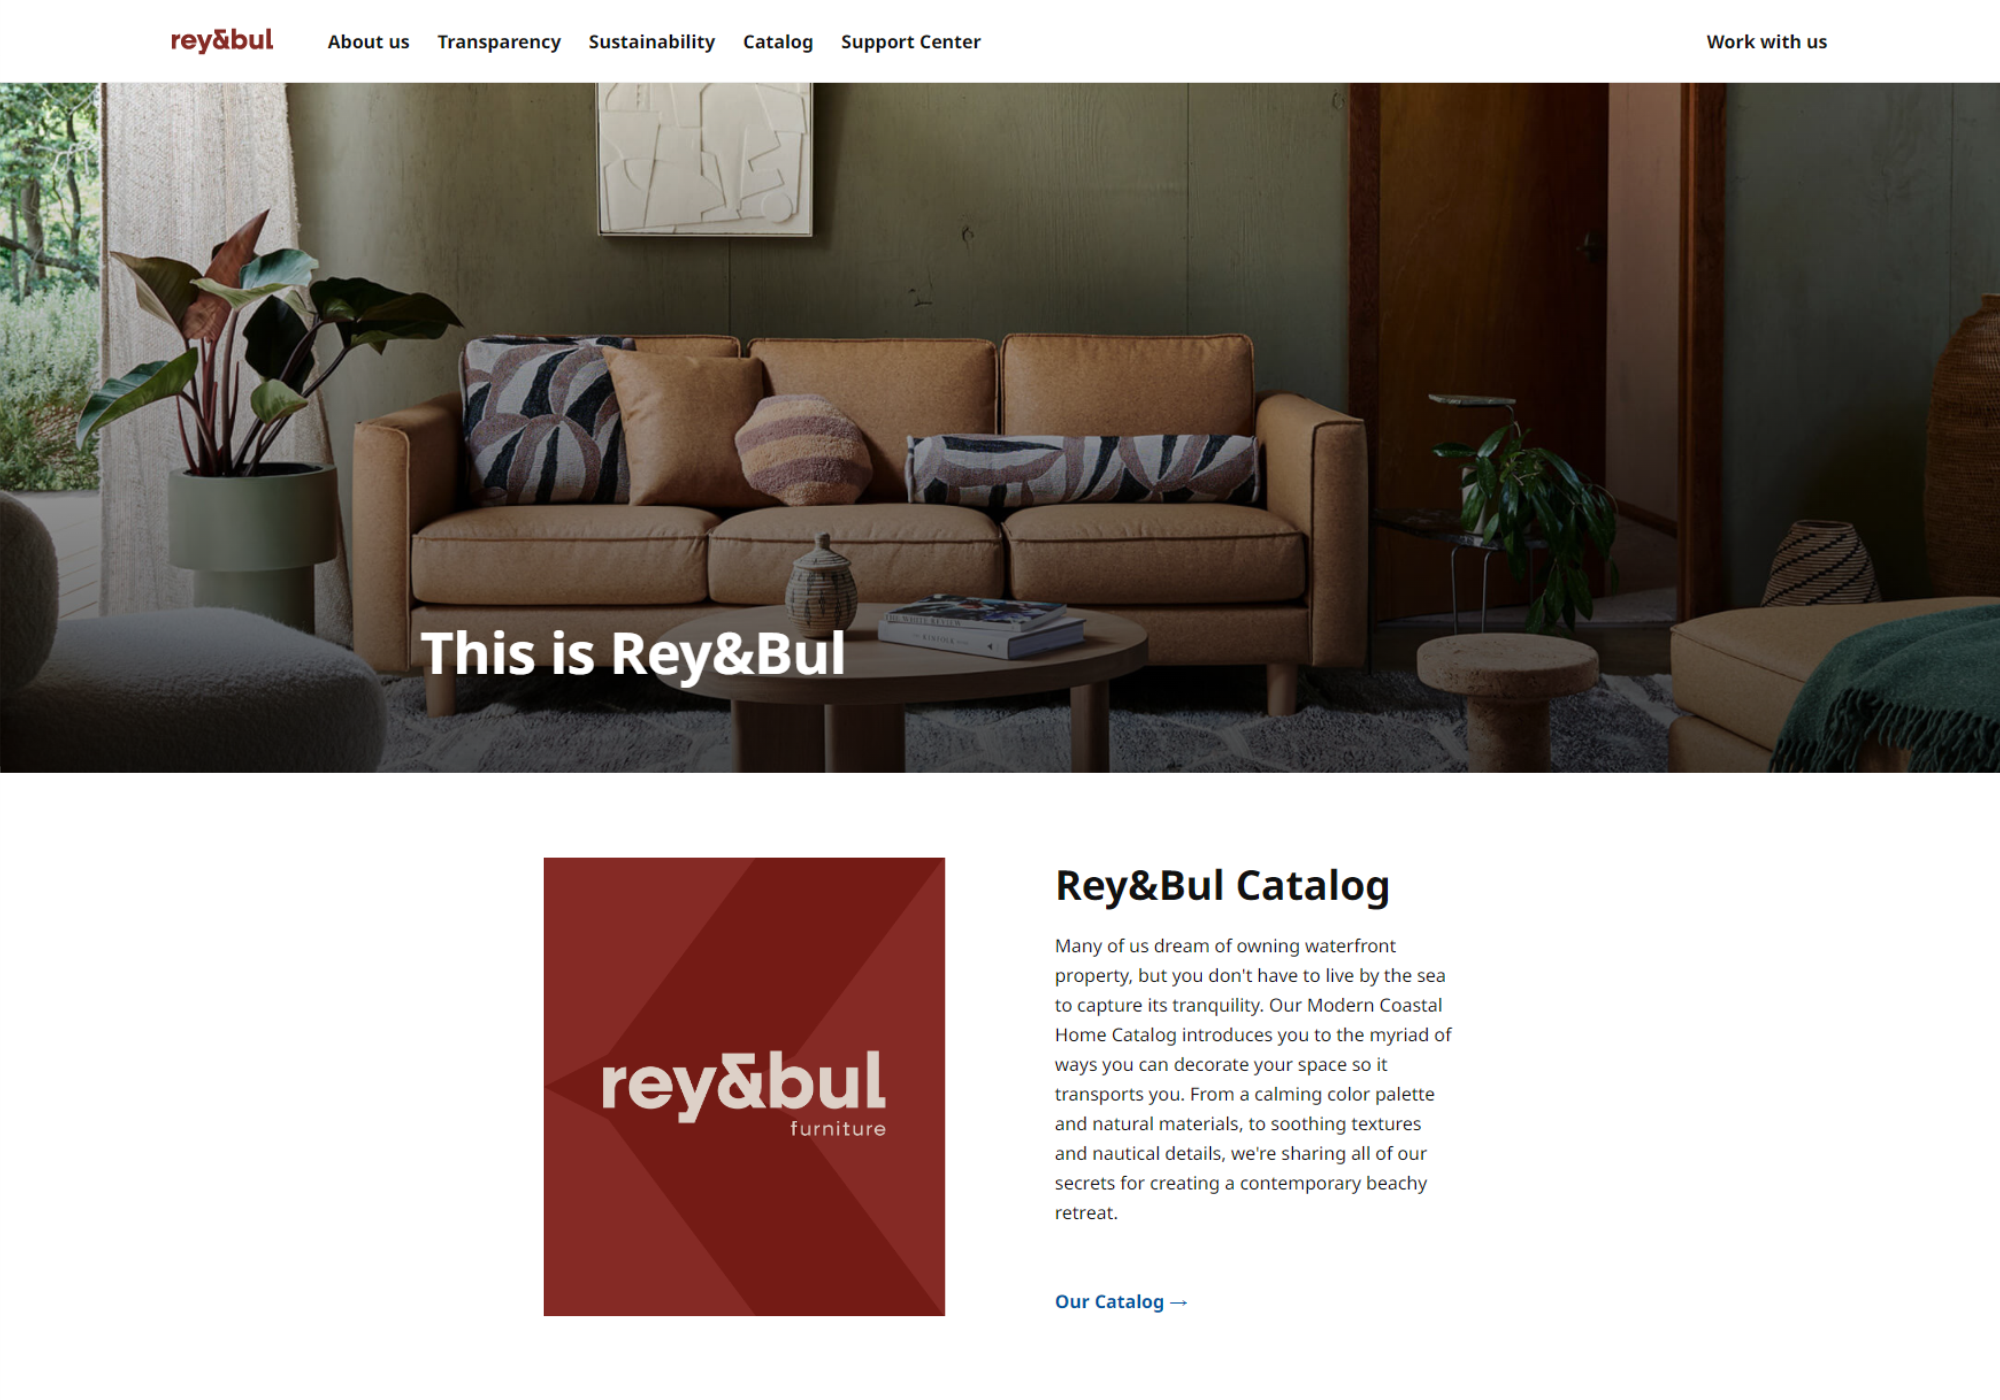 rey&bul
About us Transparency Sustainability Catalog Support Center
Work with us
This is Rey&Bul
KINFOLK
rey&bul
furniture
Rey&Bul Catalog
Many of us dream of owning waterfront
property, but you don't have to live by the sea
to capture its tranquility. Our Modern Coastal
Home Catalog introduces you to the myriad of
ways you can decorate your space so it
transports you. From a calming color palette
and natural materials, to soothing textures
and nautical details, we're sharing all of our
secrets for creating a contemporary beachy
retreat.
Our Catalog →